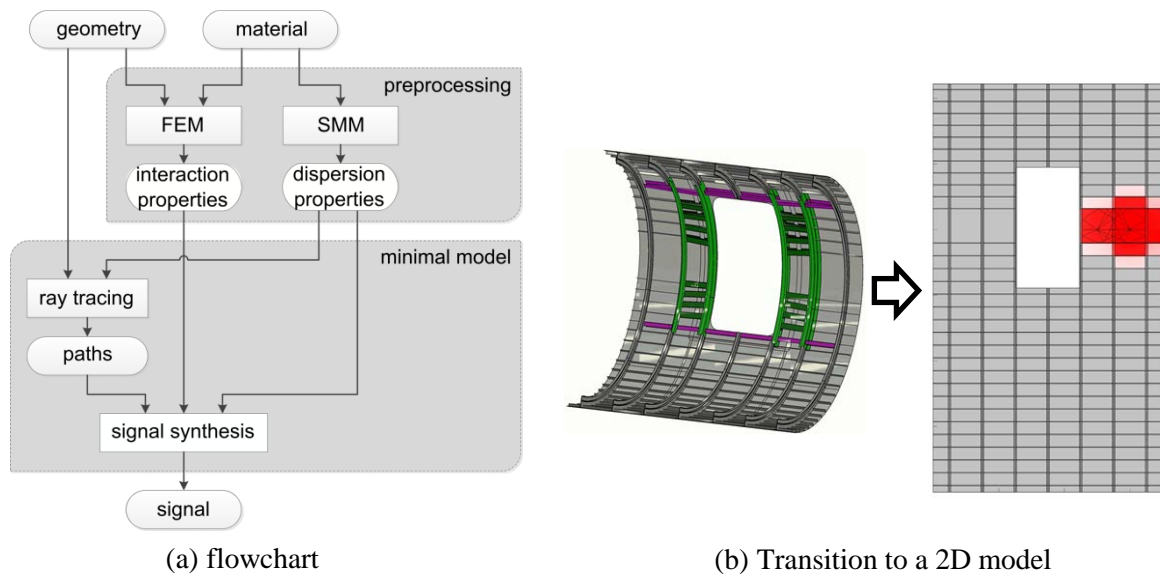 geometry
material
preprocessing
FEM
SMM
interaction
properties
dispersion
properties
minimal model
ray tracing
paths
signal synthesis
signal
(a) flowchart
(b) Transition to a 2D model